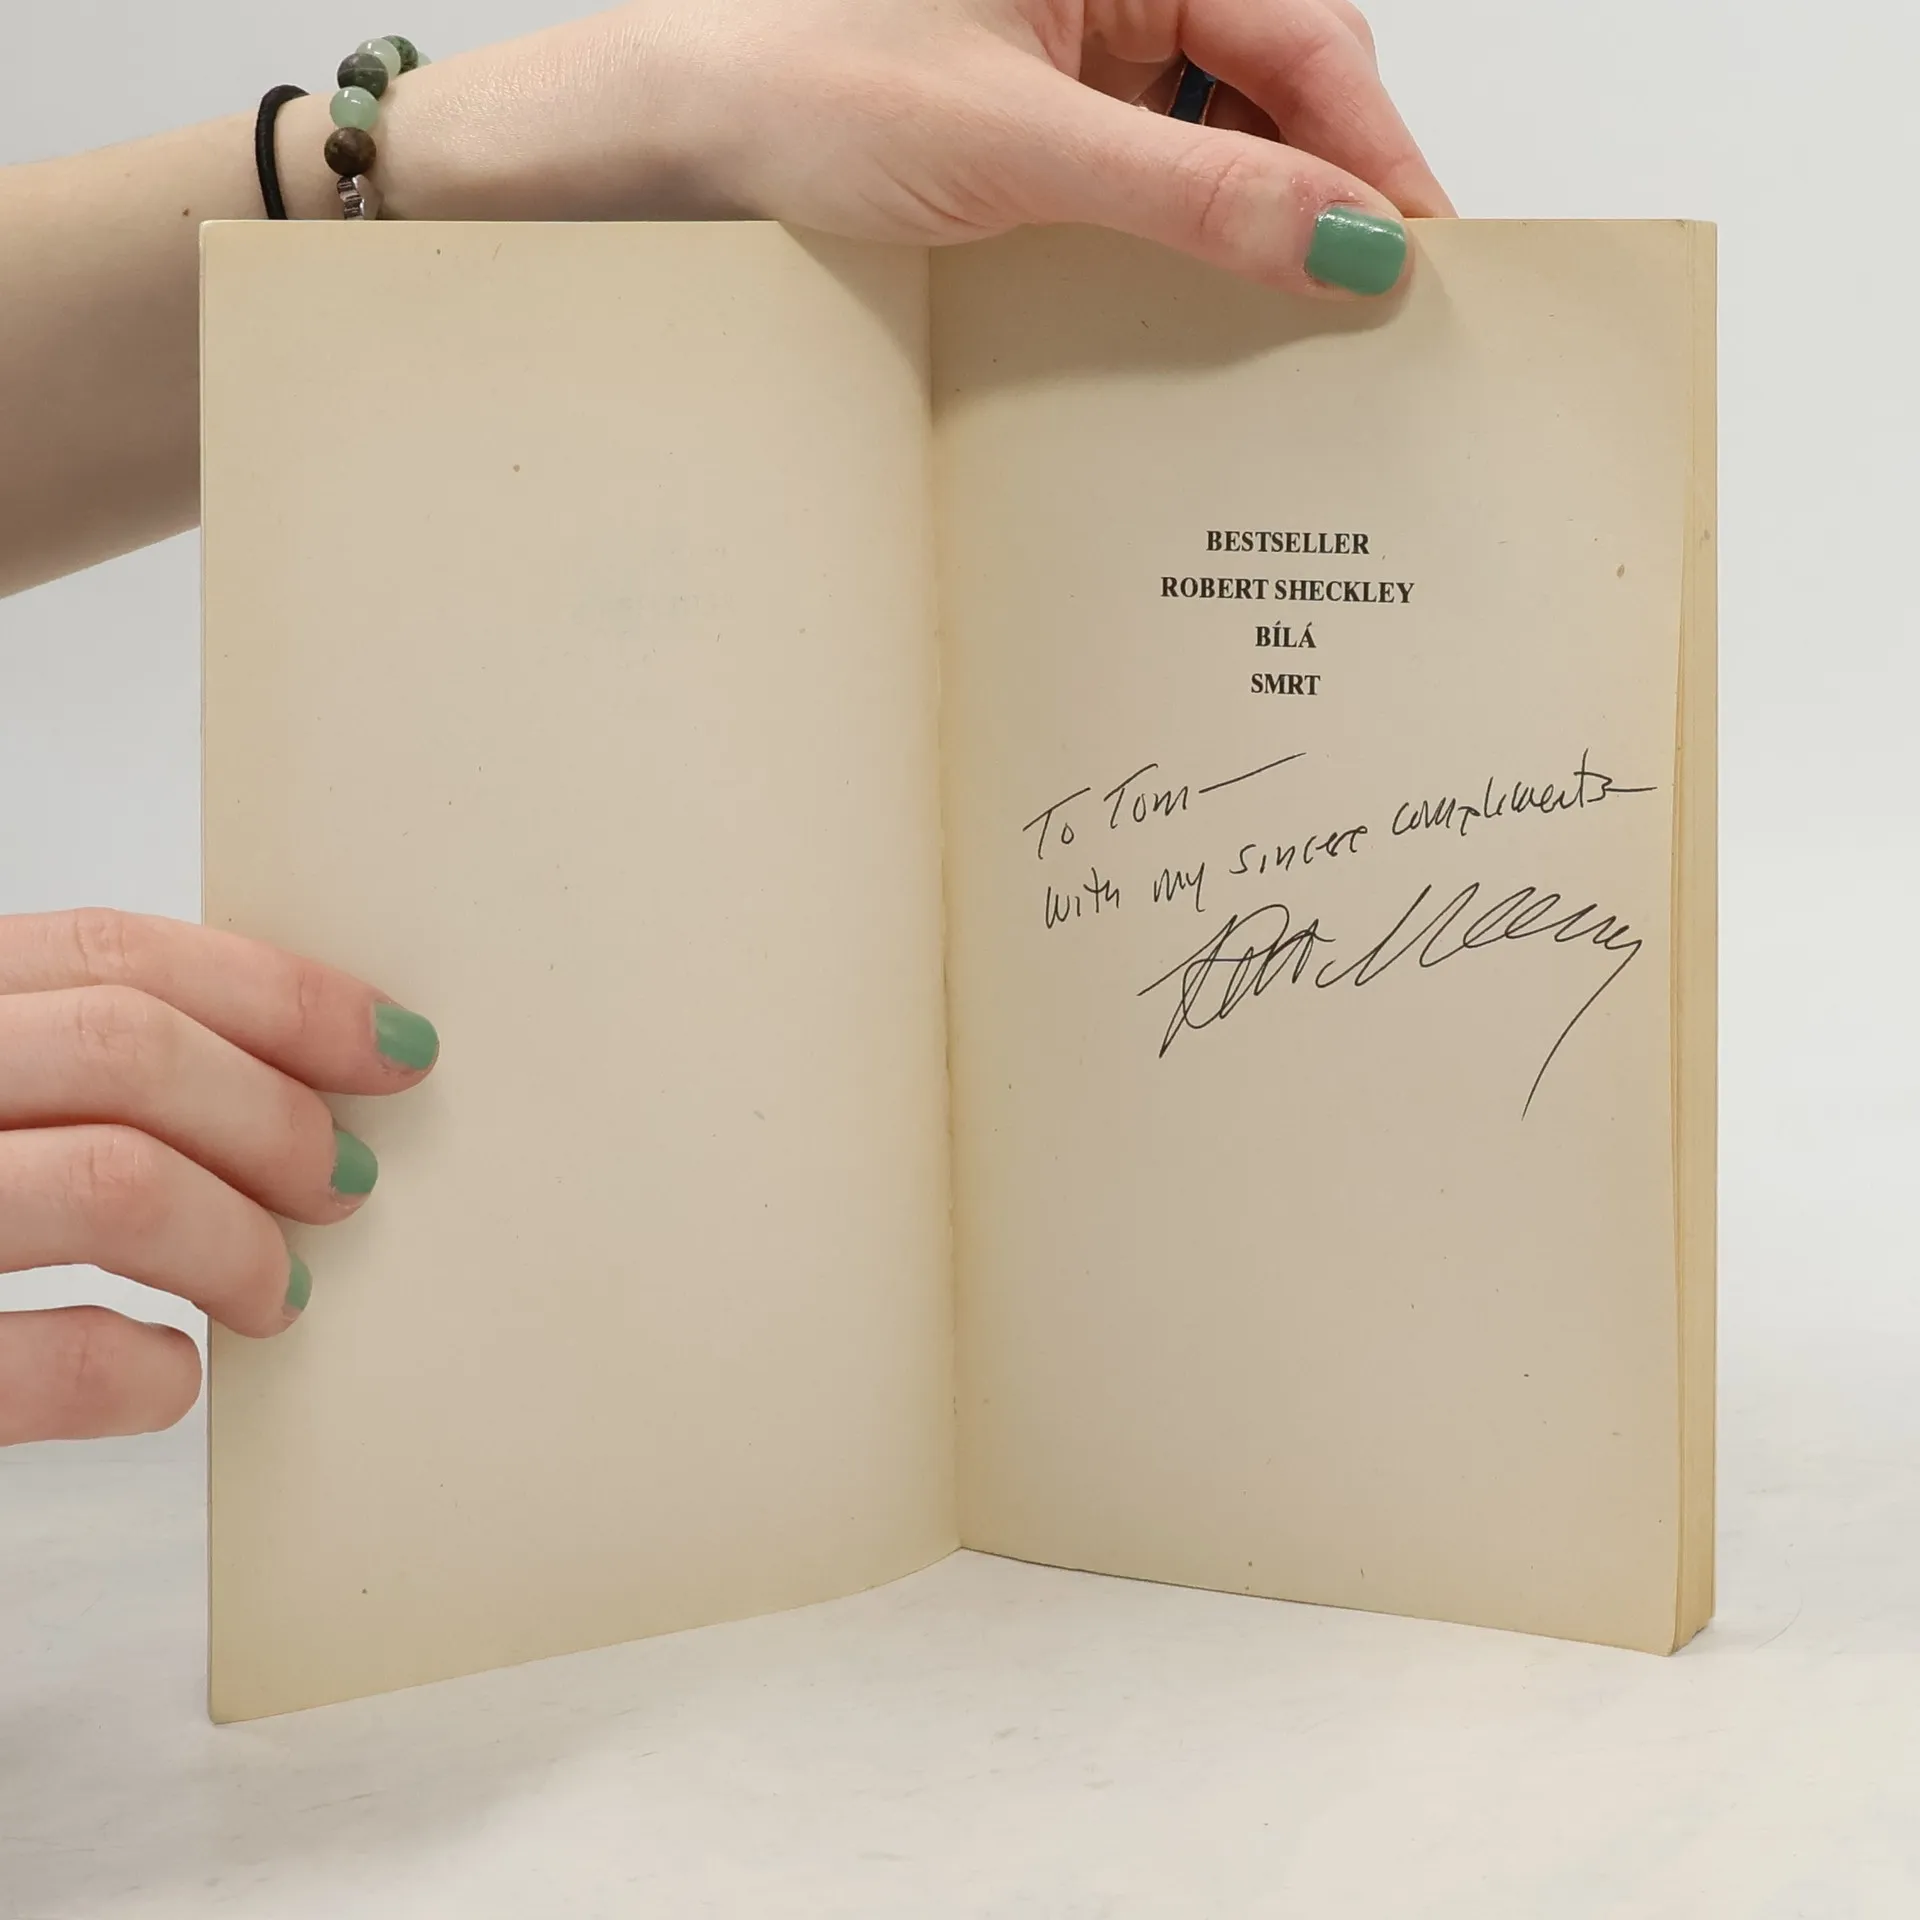 BESTSELLER
ROBERT SHECKLEY
BÍLÁ
SMRT
To Tom—
with my sincere compliments—